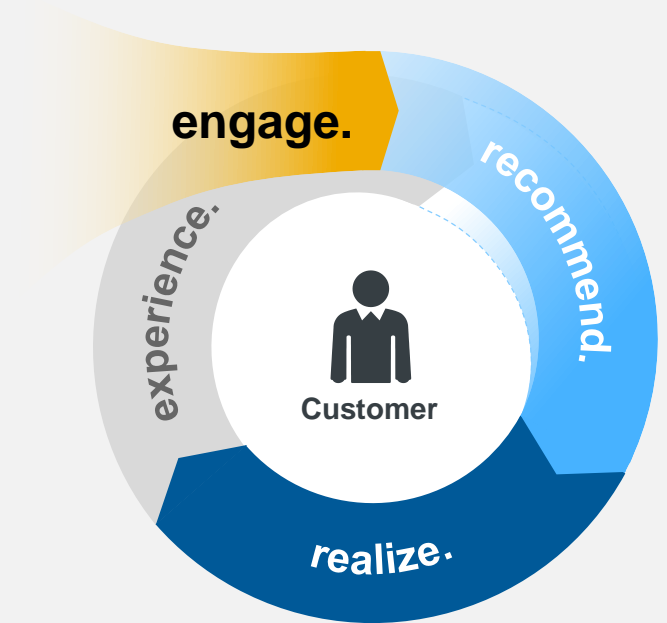 engage.
recommend.
realize.
experience.
Customer